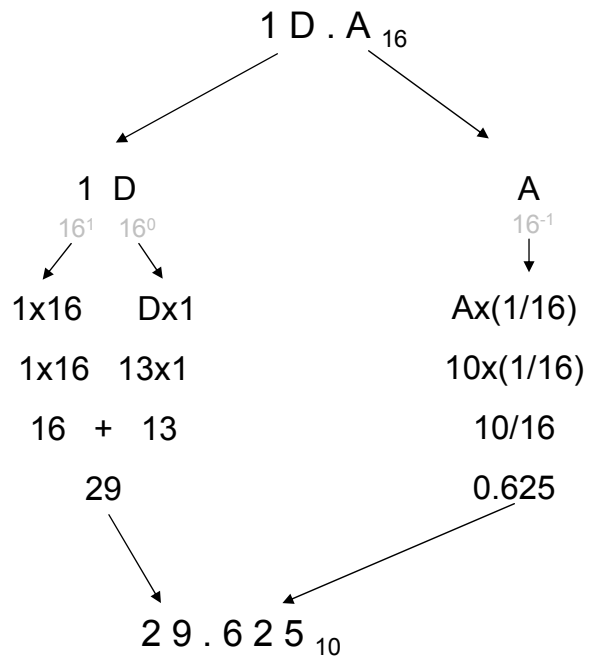 1 D . A 16
1 D A
16¹ 16⁰ 16⁻¹
1x16 Dx1 Ax(1/16)
1x16 13x1 10x(1/16)
16 + 13 10/16
29 0.625
2 9 . 6 2 5 10